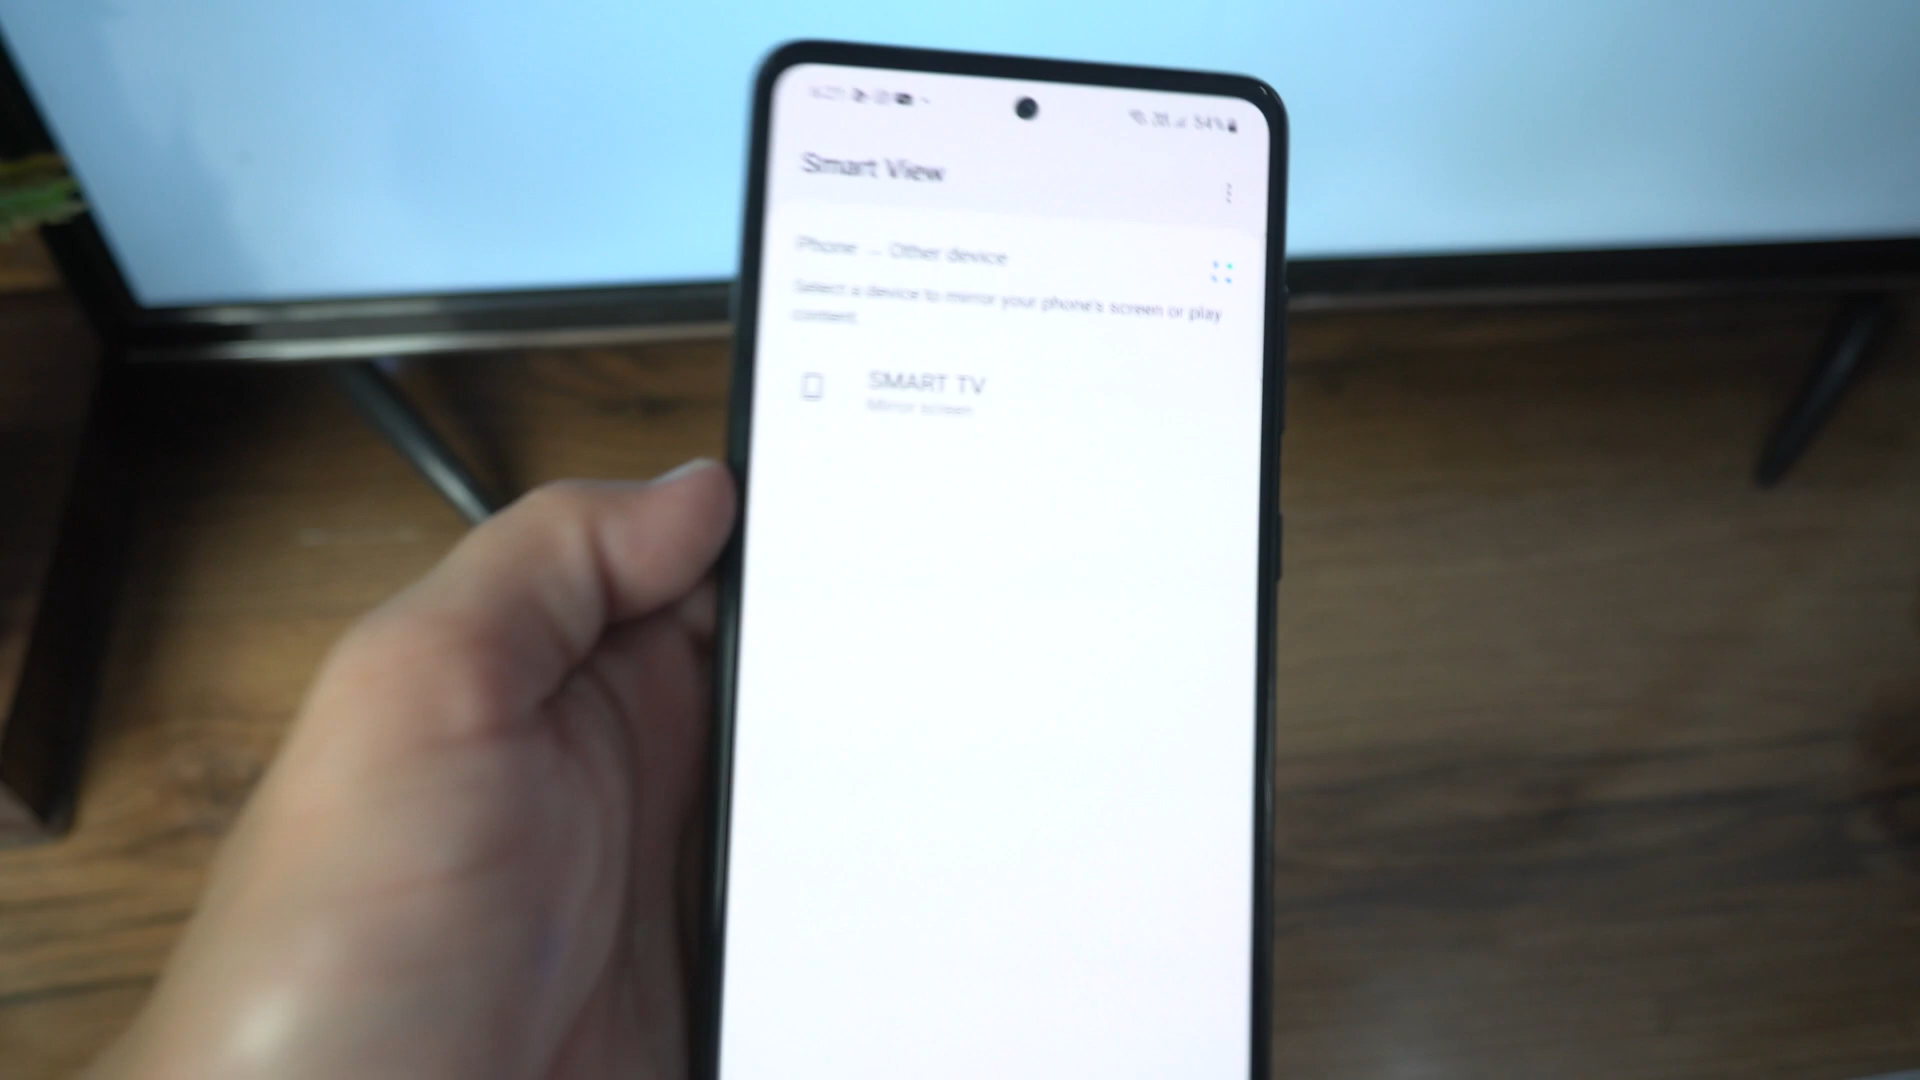 54%
Smart View
Phone → Other device
Select a device to mirror your phone's screen or play
content.
SMART TV
Mirror screen